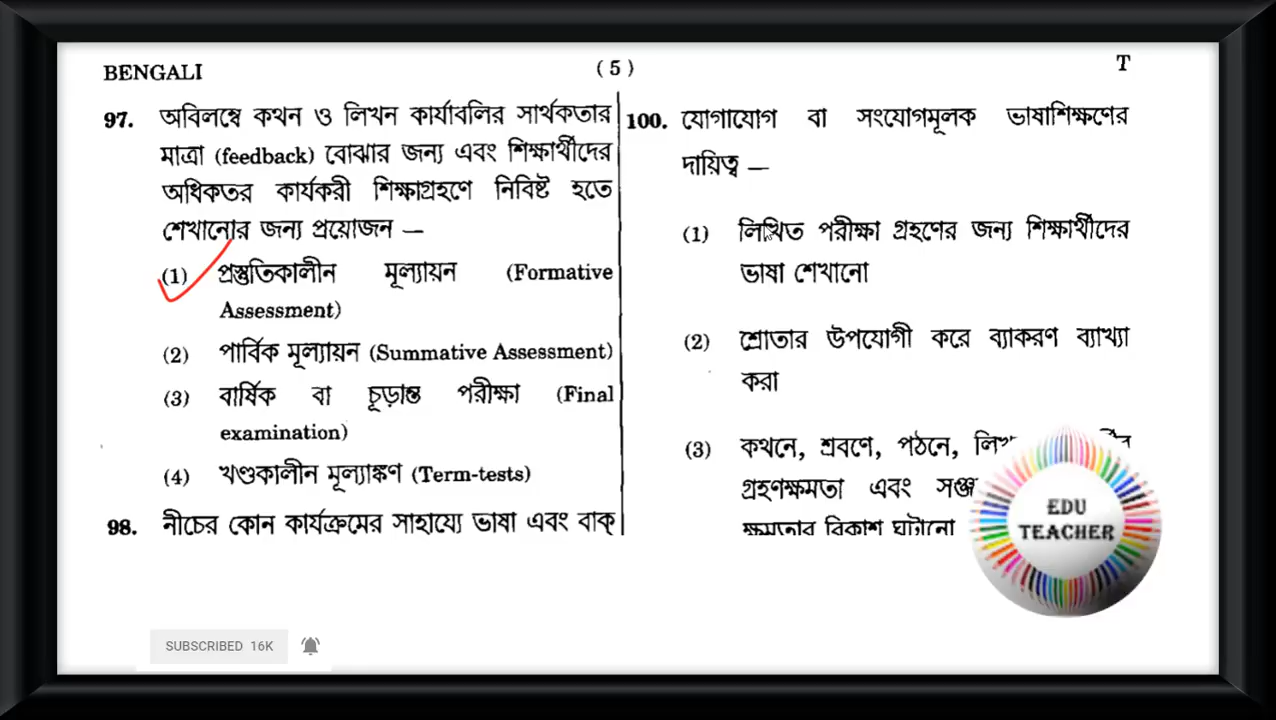 BENGALI
( 5 )
T
97. অবিলম্বে কথন ও লিখন কার্যাবলির সার্থকতার
মাত্রা (feedback) বোঝার জন্য এবং শিক্ষার্থীদের
অধিকতর কার্যকরী শিক্ষাগ্রহণে নিবিষ্ট হতে
শেখানোর জন্য প্রয়োজন —
(1) প্রস্তুতিকালীন মূল্যায়ন (Formative
Assessment)
(2) পার্বিক মূল্যায়ন (Summative Assessment)
(3) বার্ষিক বা চূড়ান্ত পরীক্ষা (Final
examination)
(4) খণ্ডকালীন মূল্যাঙ্কণ (Term-tests)
98. নীচের কোন কার্যক্রমের সাহায্যে ভাষা এবং বাক্
100. যোগাযোগ বা সংযোগমূলক ভাষাশিক্ষণের
দায়িত্ব —
(1) লিখিত পরীক্ষা গ্রহণের জন্য শিক্ষার্থীদের
ভাষা শেখানো
(2) শ্রোতার উপযোগী করে ব্যাকরণ ব্যাখ্যা
করা
(3) কথনে, শ্রবণে, পঠনে,
গ্রহণক্ষমতা এবং
ক্ষমতার বিকাশ ঘটানো
EDU
TEACHER
SUBSCRIBED 16K